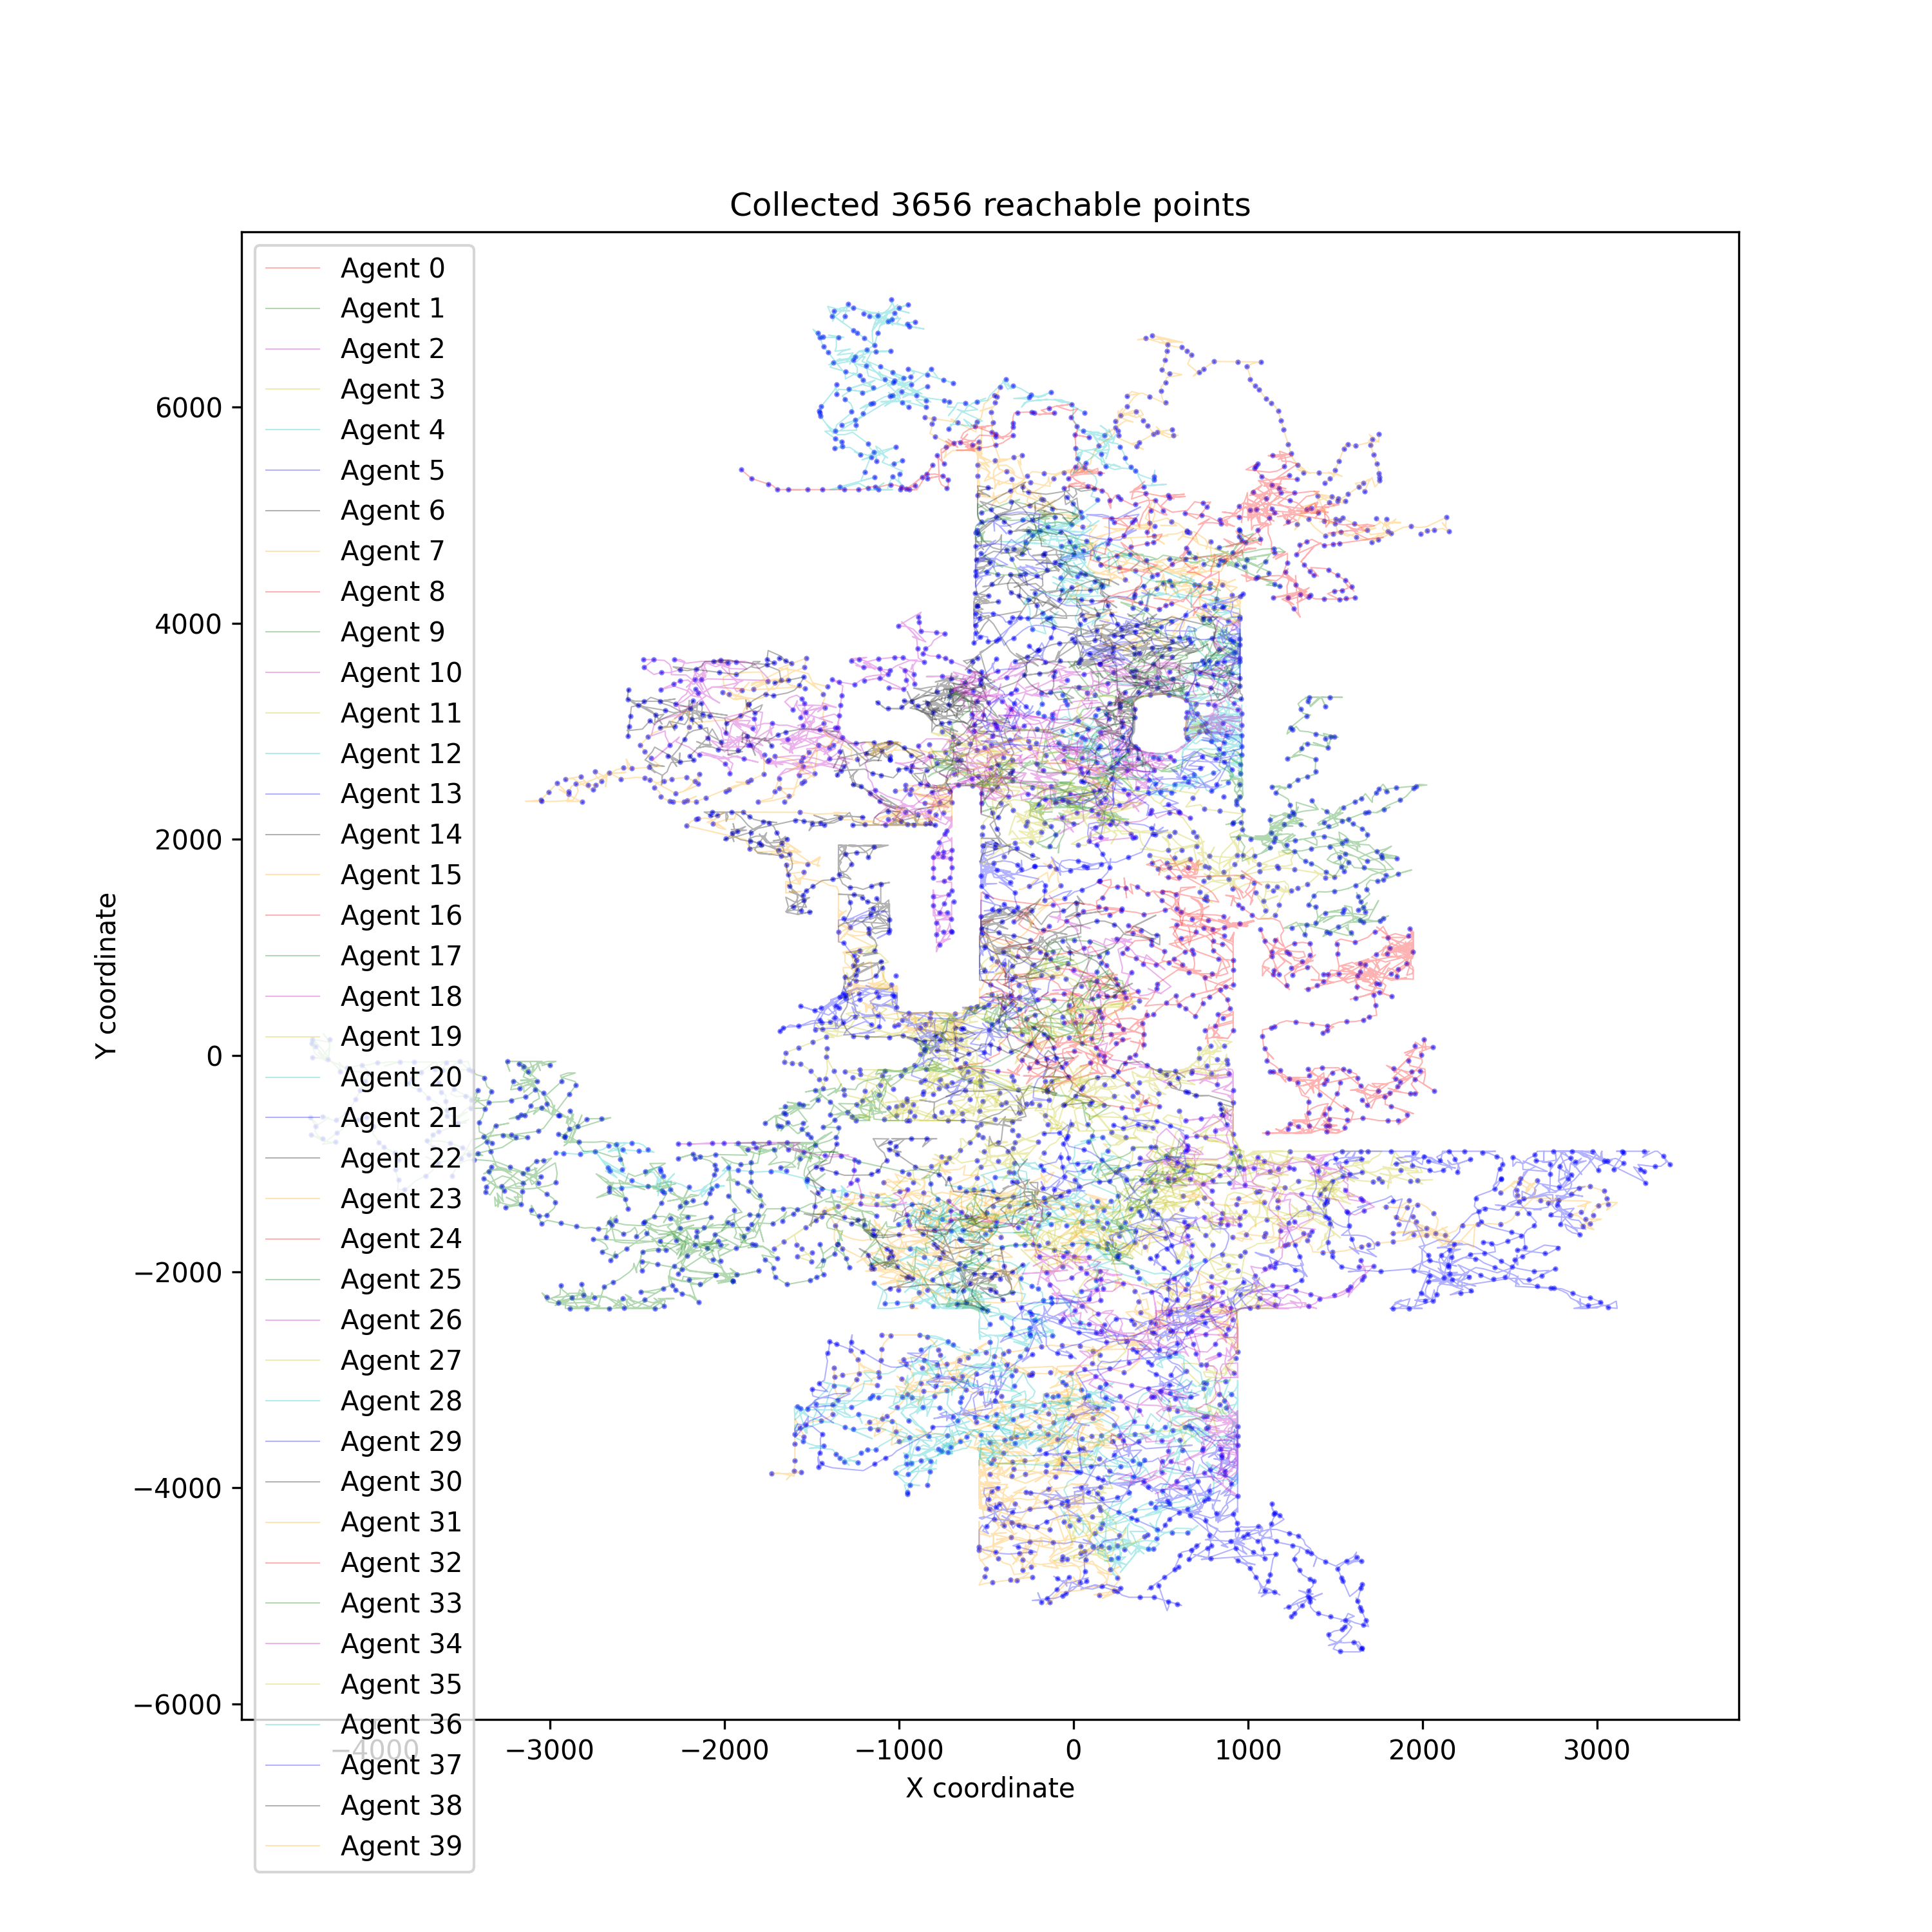 Collected 3656 reachable points
Agent 0
Agent 1
Agent 2
Agent 3
Agent 4
Agent 5
Agent 6
Agent 7
Agent 8
Agent 9
Agent 10
Agent 11
Agent 12
Agent 13
Agent 14
Agent 15
Agent 16
Agent 17
Agent 18
Agent 19
Agent 20
Agent 21
Agent 22
Agent 23
Agent 24
Agent 25
Agent 26
Agent 27
Agent 28
Agent 29
Agent 30
Agent 31
Agent 32
Agent 33
Agent 34
Agent 35
Agent 36
Agent 37
Agent 38
Agent 39
6000
4000
2000
0
−2000
−4000
−6000
Y coordinate
−4000 −3000 −2000 −1000 0 1000 2000 3000
X coordinate